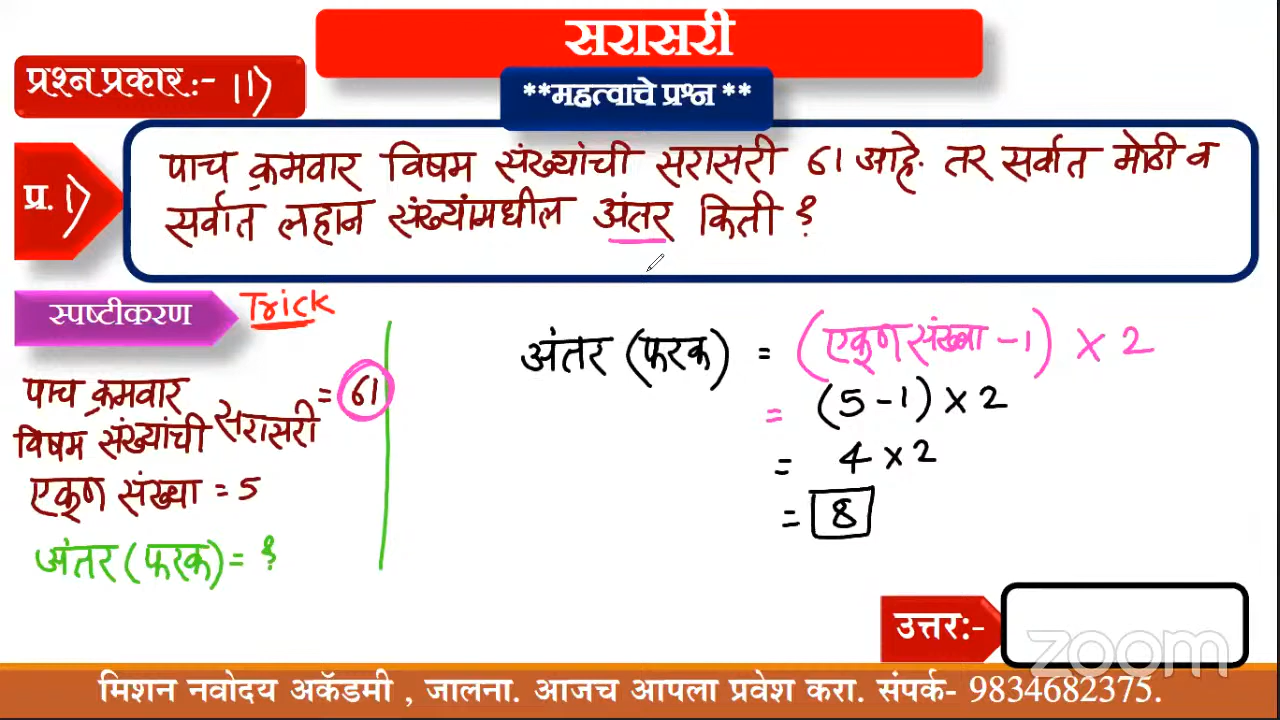 सरासरी
प्रश्न प्रकार :- 11)
**महत्वाचे प्रश्न **
प्र. 1)
पाच क्रमवार विषम संख्यांची सरासरी 61 आहे. तर सर्वात मोठी व
सर्वात लहान संख्यांमधील अंतर किती ?
स्पष्टीकरण
Trick
पाच क्रमवार
विषम संख्यांची सरासरी = 61
एकूण संख्या = 5
अंतर (फरक) = ?
अंतर (फरक) = (एकूण संख्या - 1) × 2
= (5 - 1) × 2
= 4 × 2
= 8
उत्तर:-
zoom
मिशन नवोदय अकॅडमी , जालना. आजच आपला प्रवेश करा. संपर्क- 9834682375.